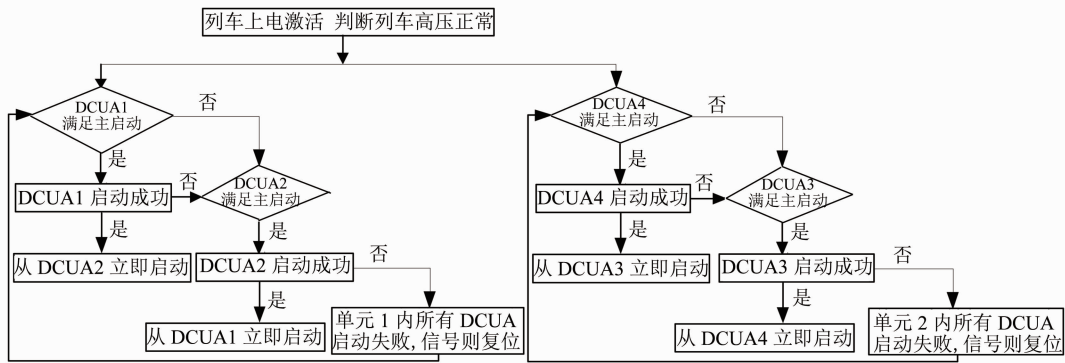 列车上电激活 判断列车高压正常
DCUA1
满足主启动
否
是
DCUA1 启动成功
否
DCUA2
满足主启动
是
从 DCUA2 立即启动
是
DCUA2 启动成功
否
是
从 DCUA1 立即启动
单元 1 内所有 DCUA
启动失败,信号则复位
DCUA4
满足主启动
否
是
DCUA4 启动成功
否
DCUA3
满足主启动
是
从 DCUA3 立即启动
是
DCUA3 启动成功
否
是
从 DCUA4 立即启动
单元 2 内所有 DCUA
启动失败,信号则复位